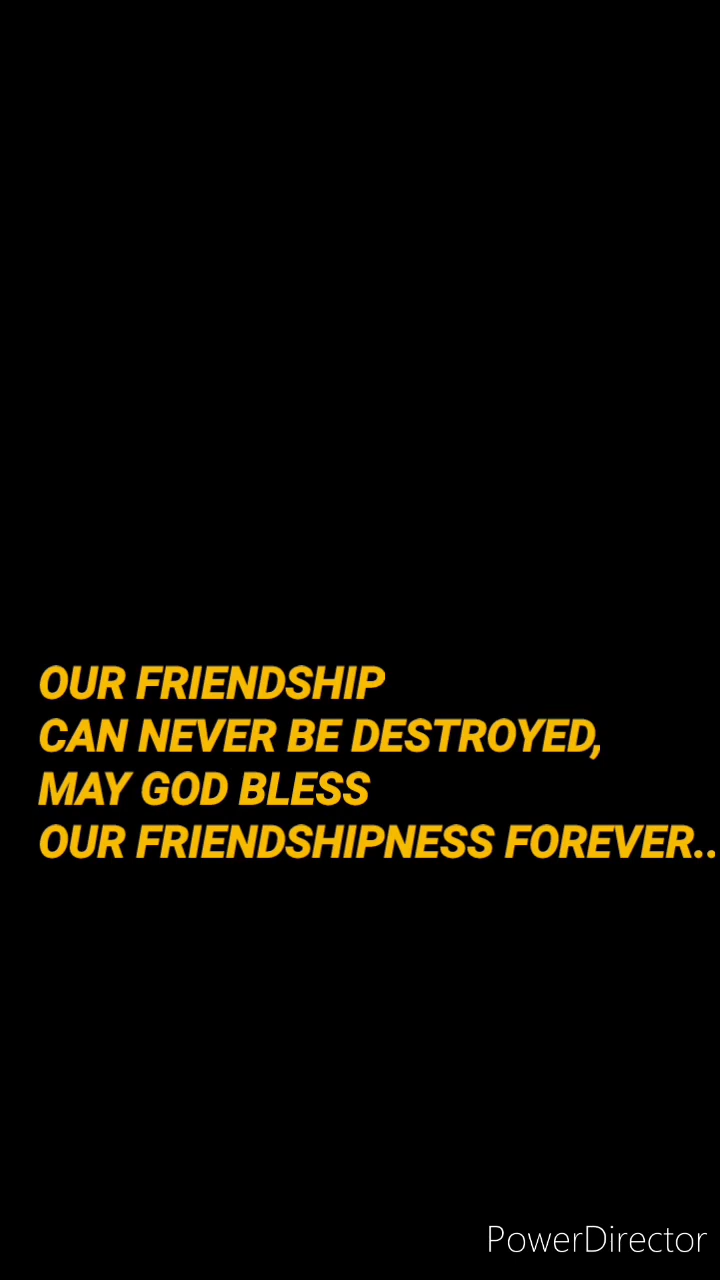 OUR FRIENDSHIP
CAN NEVER BE DESTROYED,
MAY GOD BLESS
OUR FRIENDSHIPNESS FOREVER..
PowerDirector